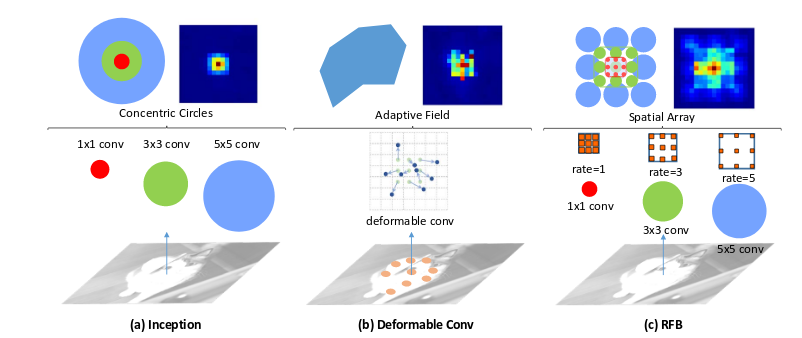 Concentric Circles
Adaptive Field
Spatial Array
1x1 conv 3x3 conv 5x5 conv
deformable conv
rate=1
rate=3
rate=5
1x1 conv
3x3 conv
5x5 conv
(a) Inception
(b) Deformable Conv
(c) RFB